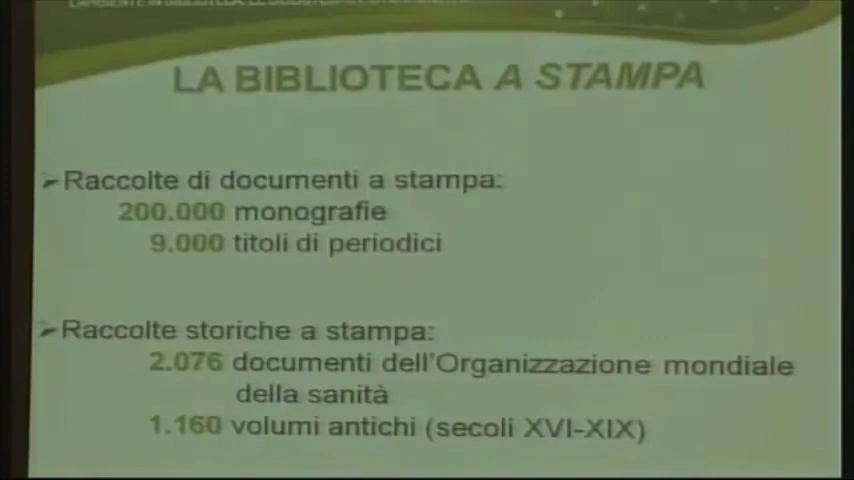 LA BIBLIOTECA A STAMPA
➢Raccolte di documenti a stampa:
200.000 monografie
9.000 titoli di periodici
➢Raccolte storiche a stampa:
2.076 documenti dell'Organizzazione mondiale
della sanità
1.160 volumi antichi (secoli XVI-XIX)